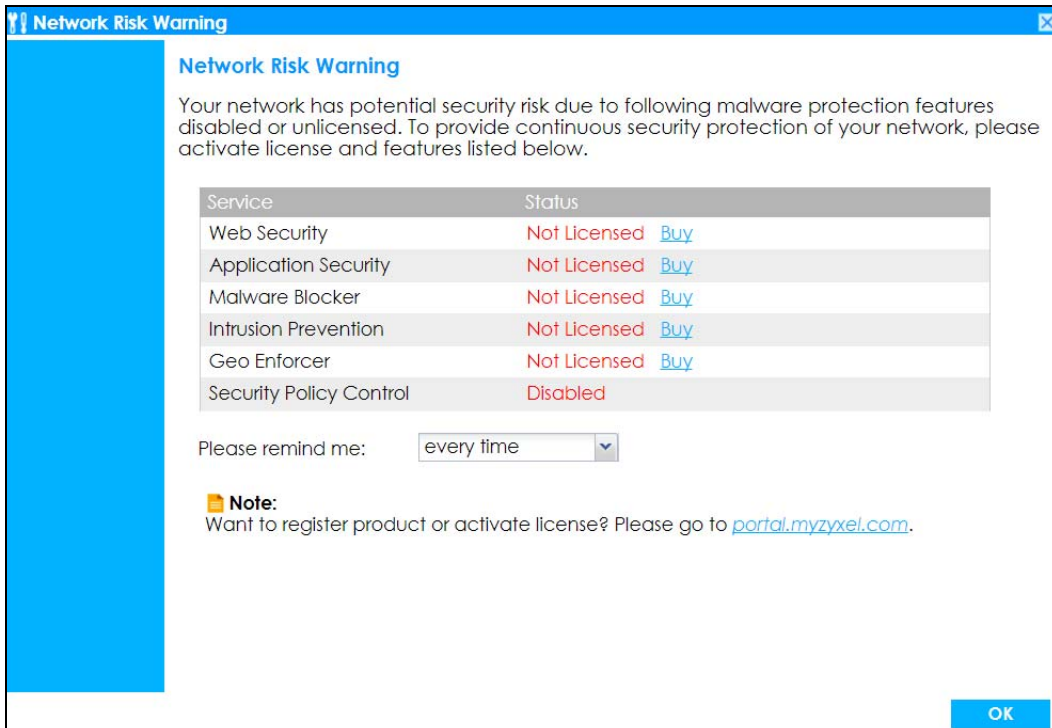 Network Risk Warning
Network Risk Warning
Your network has potential security risk due to following malware protection features
disabled or unlicensed. To provide continuous security protection of your network, please
activate license and features listed below.
Service Status
Web Security Not Licensed Buy
Application Security Not Licensed Buy
Malware Blocker Not Licensed Buy
Intrusion Prevention Not Licensed Buy
Geo Enforcer Not Licensed Buy
Security Policy Control Disabled
Please remind me: every time
Note:
Want to register product or activate license? Please go to portal.myzyxel.com.
OK